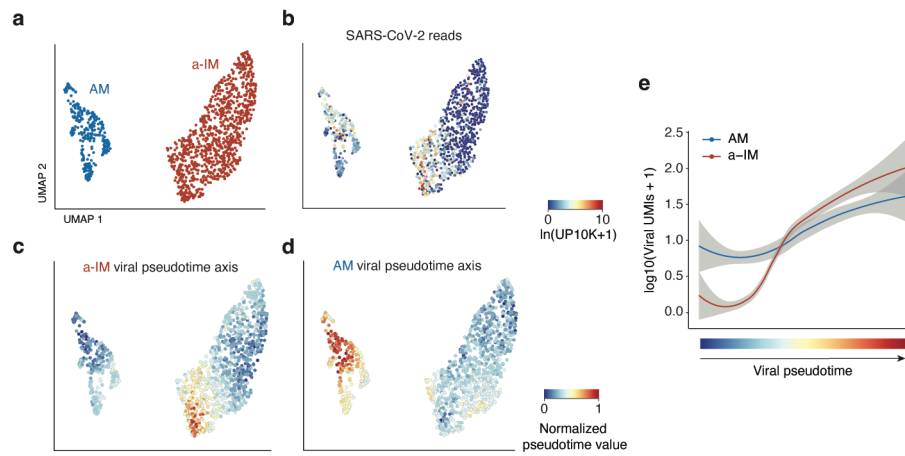 a
AM
a-IM
UMAP 2
UMAP 1
b
SARS-CoV-2 reads
0 10
ln(UP10K+1)
c
a-IM viral pseudotime axis
d
AM viral pseudotime axis
0 1
Normalized
pseudotime value
e
AM
a–IM
log10(Viral UMIs + 1)
2.5
2.0
1.5
1.0
0.5
0.0
Viral pseudotime